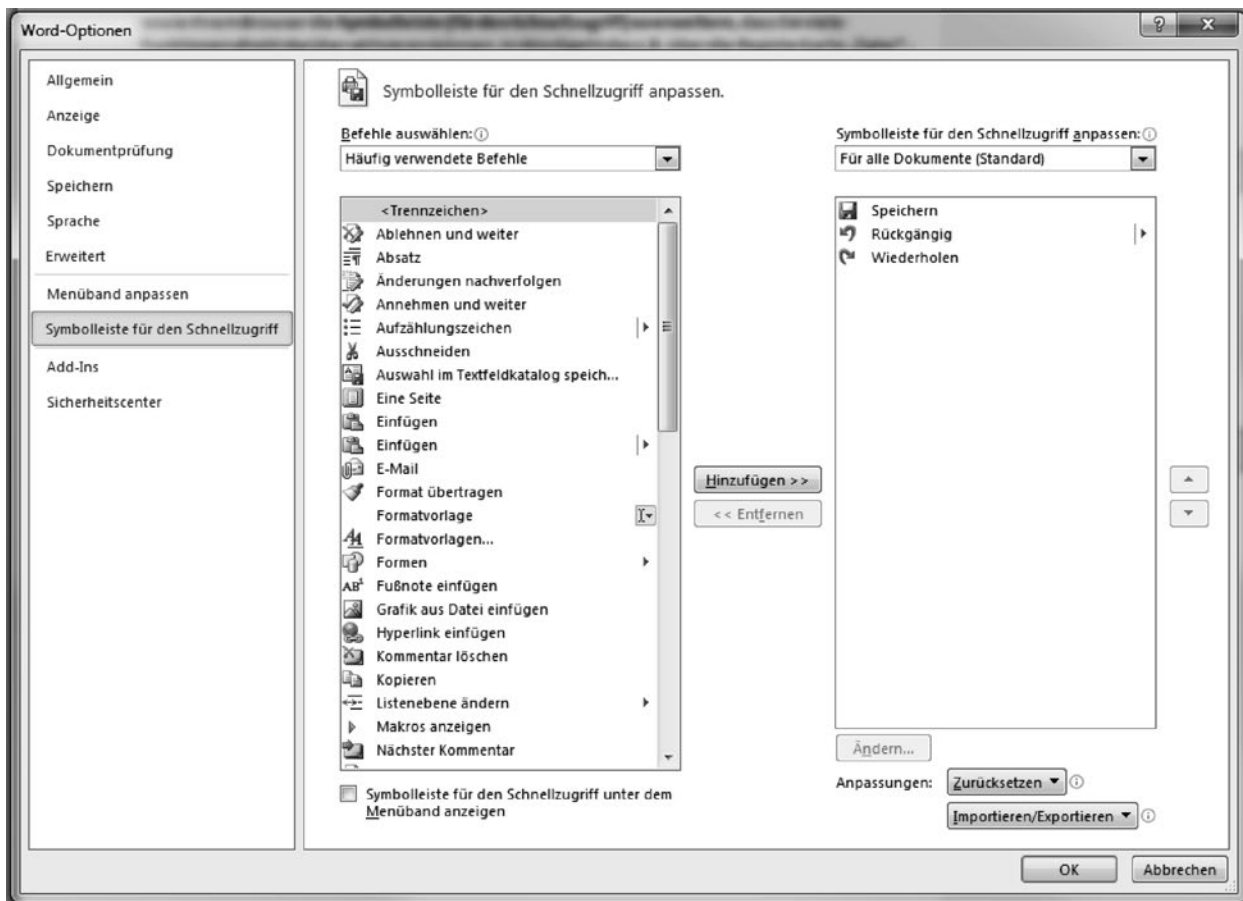 Word-Optionen
Allgemein
Anzeige
Dokumentprüfung
Speichern
Sprache
Erweitert
Menüband anpassen
Symbolleiste für den Schnellzugriff
Add-Ins
Sicherheitscenter
Symbolleiste für den Schnellzugriff anpassen.
Befehle auswählen:
Häufig verwendete Befehle
<Trennzeichen>
Ablehnen und weiter
Absatz
Änderungen nachverfolgen
Annehmen und weiter
Aufzählungszeichen
Ausschneiden
Auswahl im Textfeldkatalog speich...
Eine Seite
Einfügen
Einfügen
E-Mail
Format übertragen
Formatvorlage
Formatvorlagen...
Formen
AB¹ Fußnote einfügen
Grafik aus Datei einfügen
Hyperlink einfügen
Kommentar löschen
Kopieren
Listenebene ändern
Makros anzeigen
Nächster Kommentar
Symbolleiste für den Schnellzugriff unter dem
Menüband anzeigen
Hinzufügen >>
<< Entfernen
Symbolleiste für den Schnellzugriff anpassen:
Für alle Dokumente (Standard)
Speichern
Rückgängig
Wiederholen
Ändern...
Anpassungen: Zurücksetzen
Importieren/Exportieren
OK Abbrechen